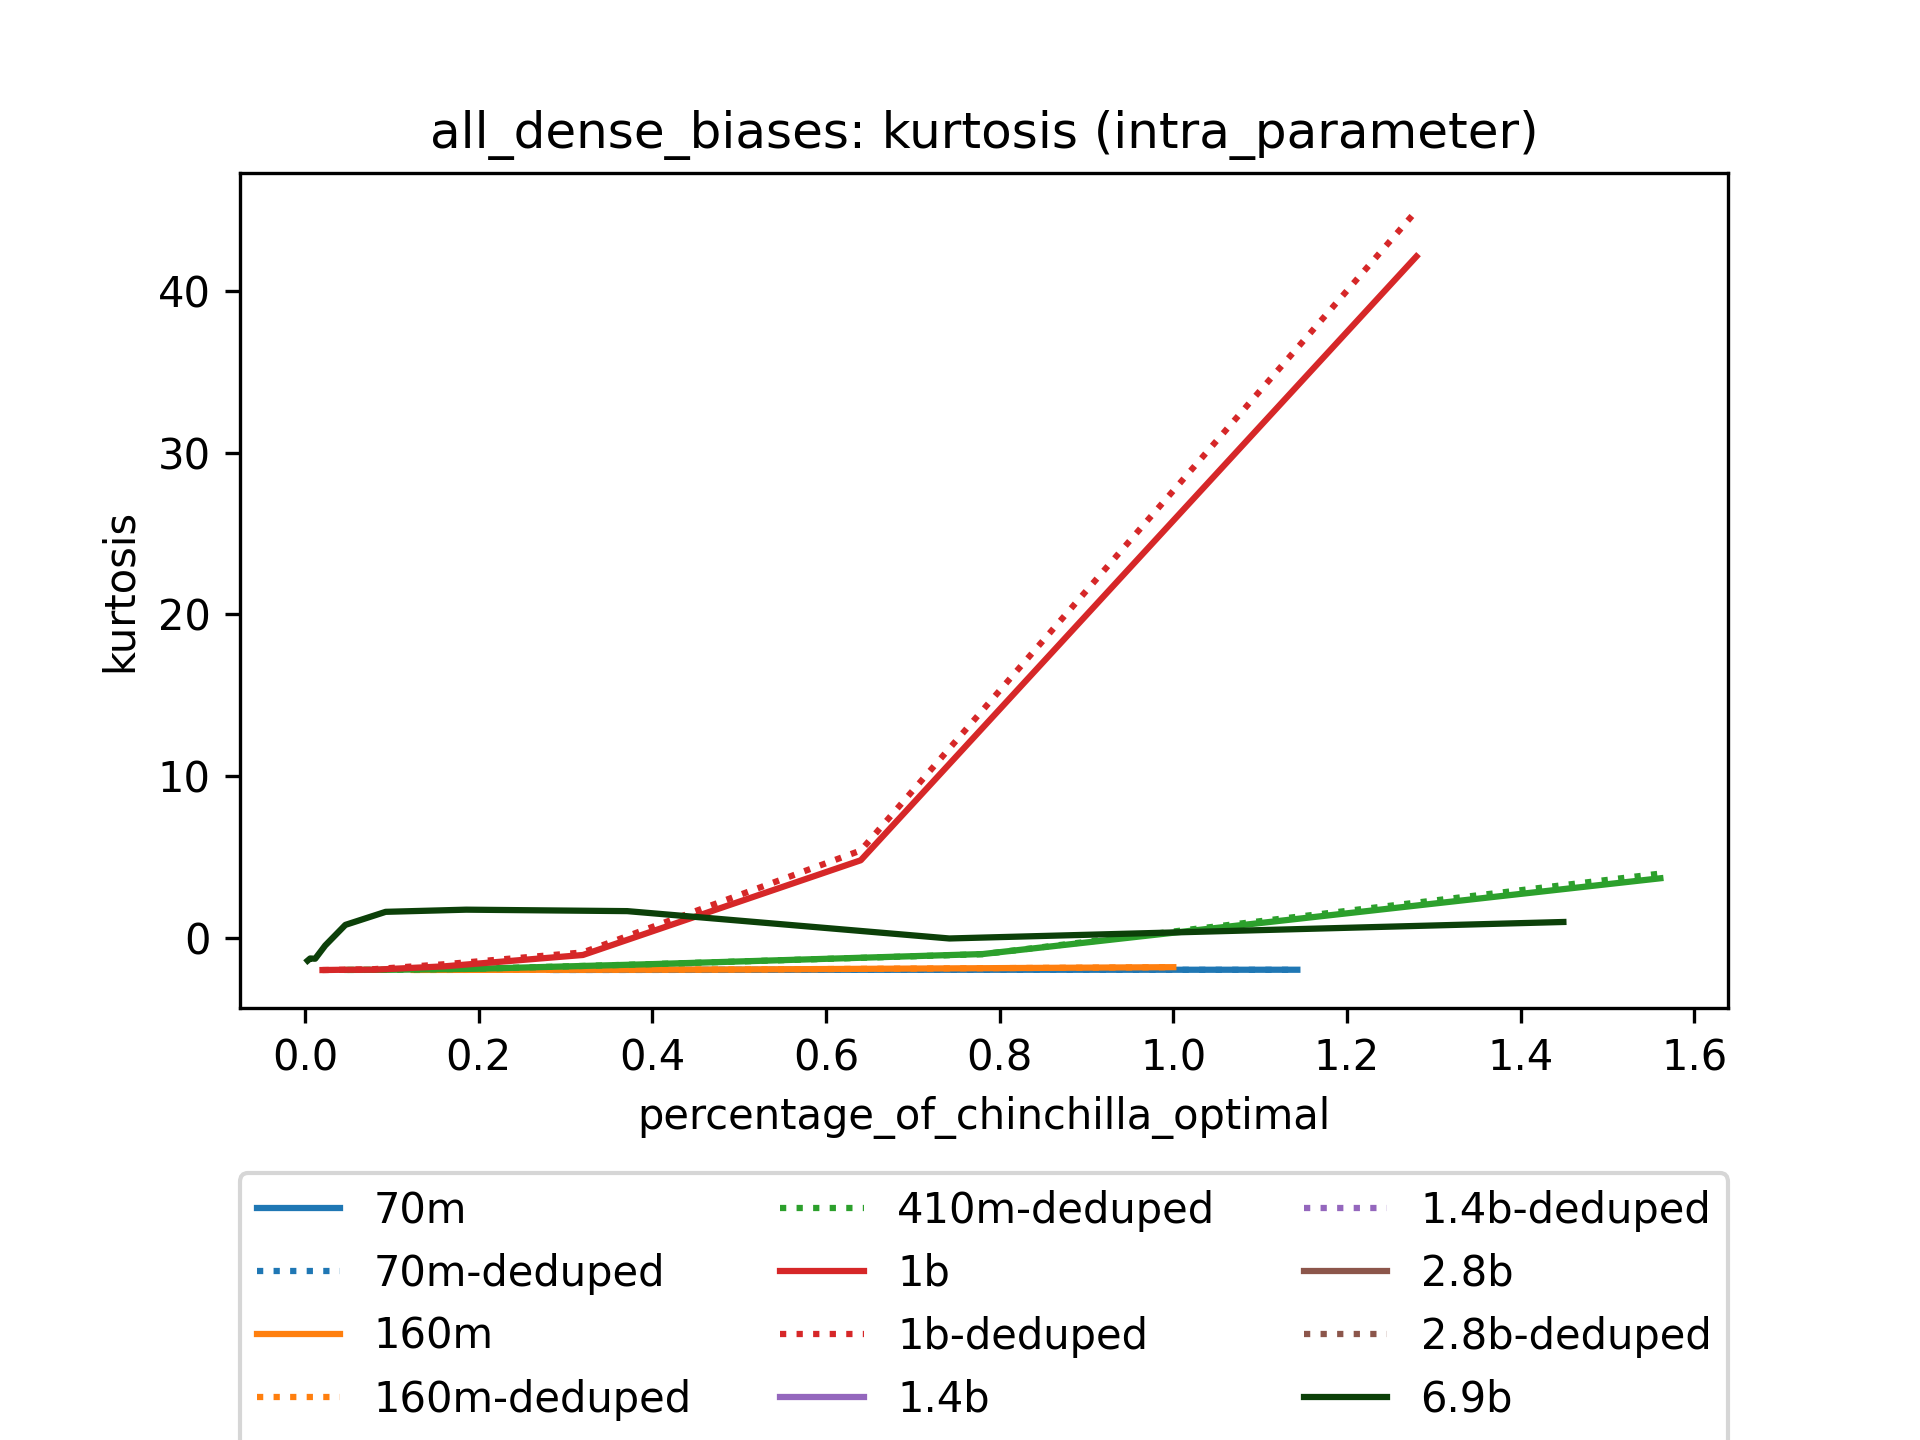 all_dense_biases: kurtosis (intra_parameter)
kurtosis
40
30
20
10
0
0.0 0.2 0.4 0.6 0.8 1.0 1.2 1.4 1.6
percentage_of_chinchilla_optimal
70m
70m-deduped
160m
160m-deduped
410m-deduped
1b
1b-deduped
1.4b
1.4b-deduped
2.8b
2.8b-deduped
6.9b